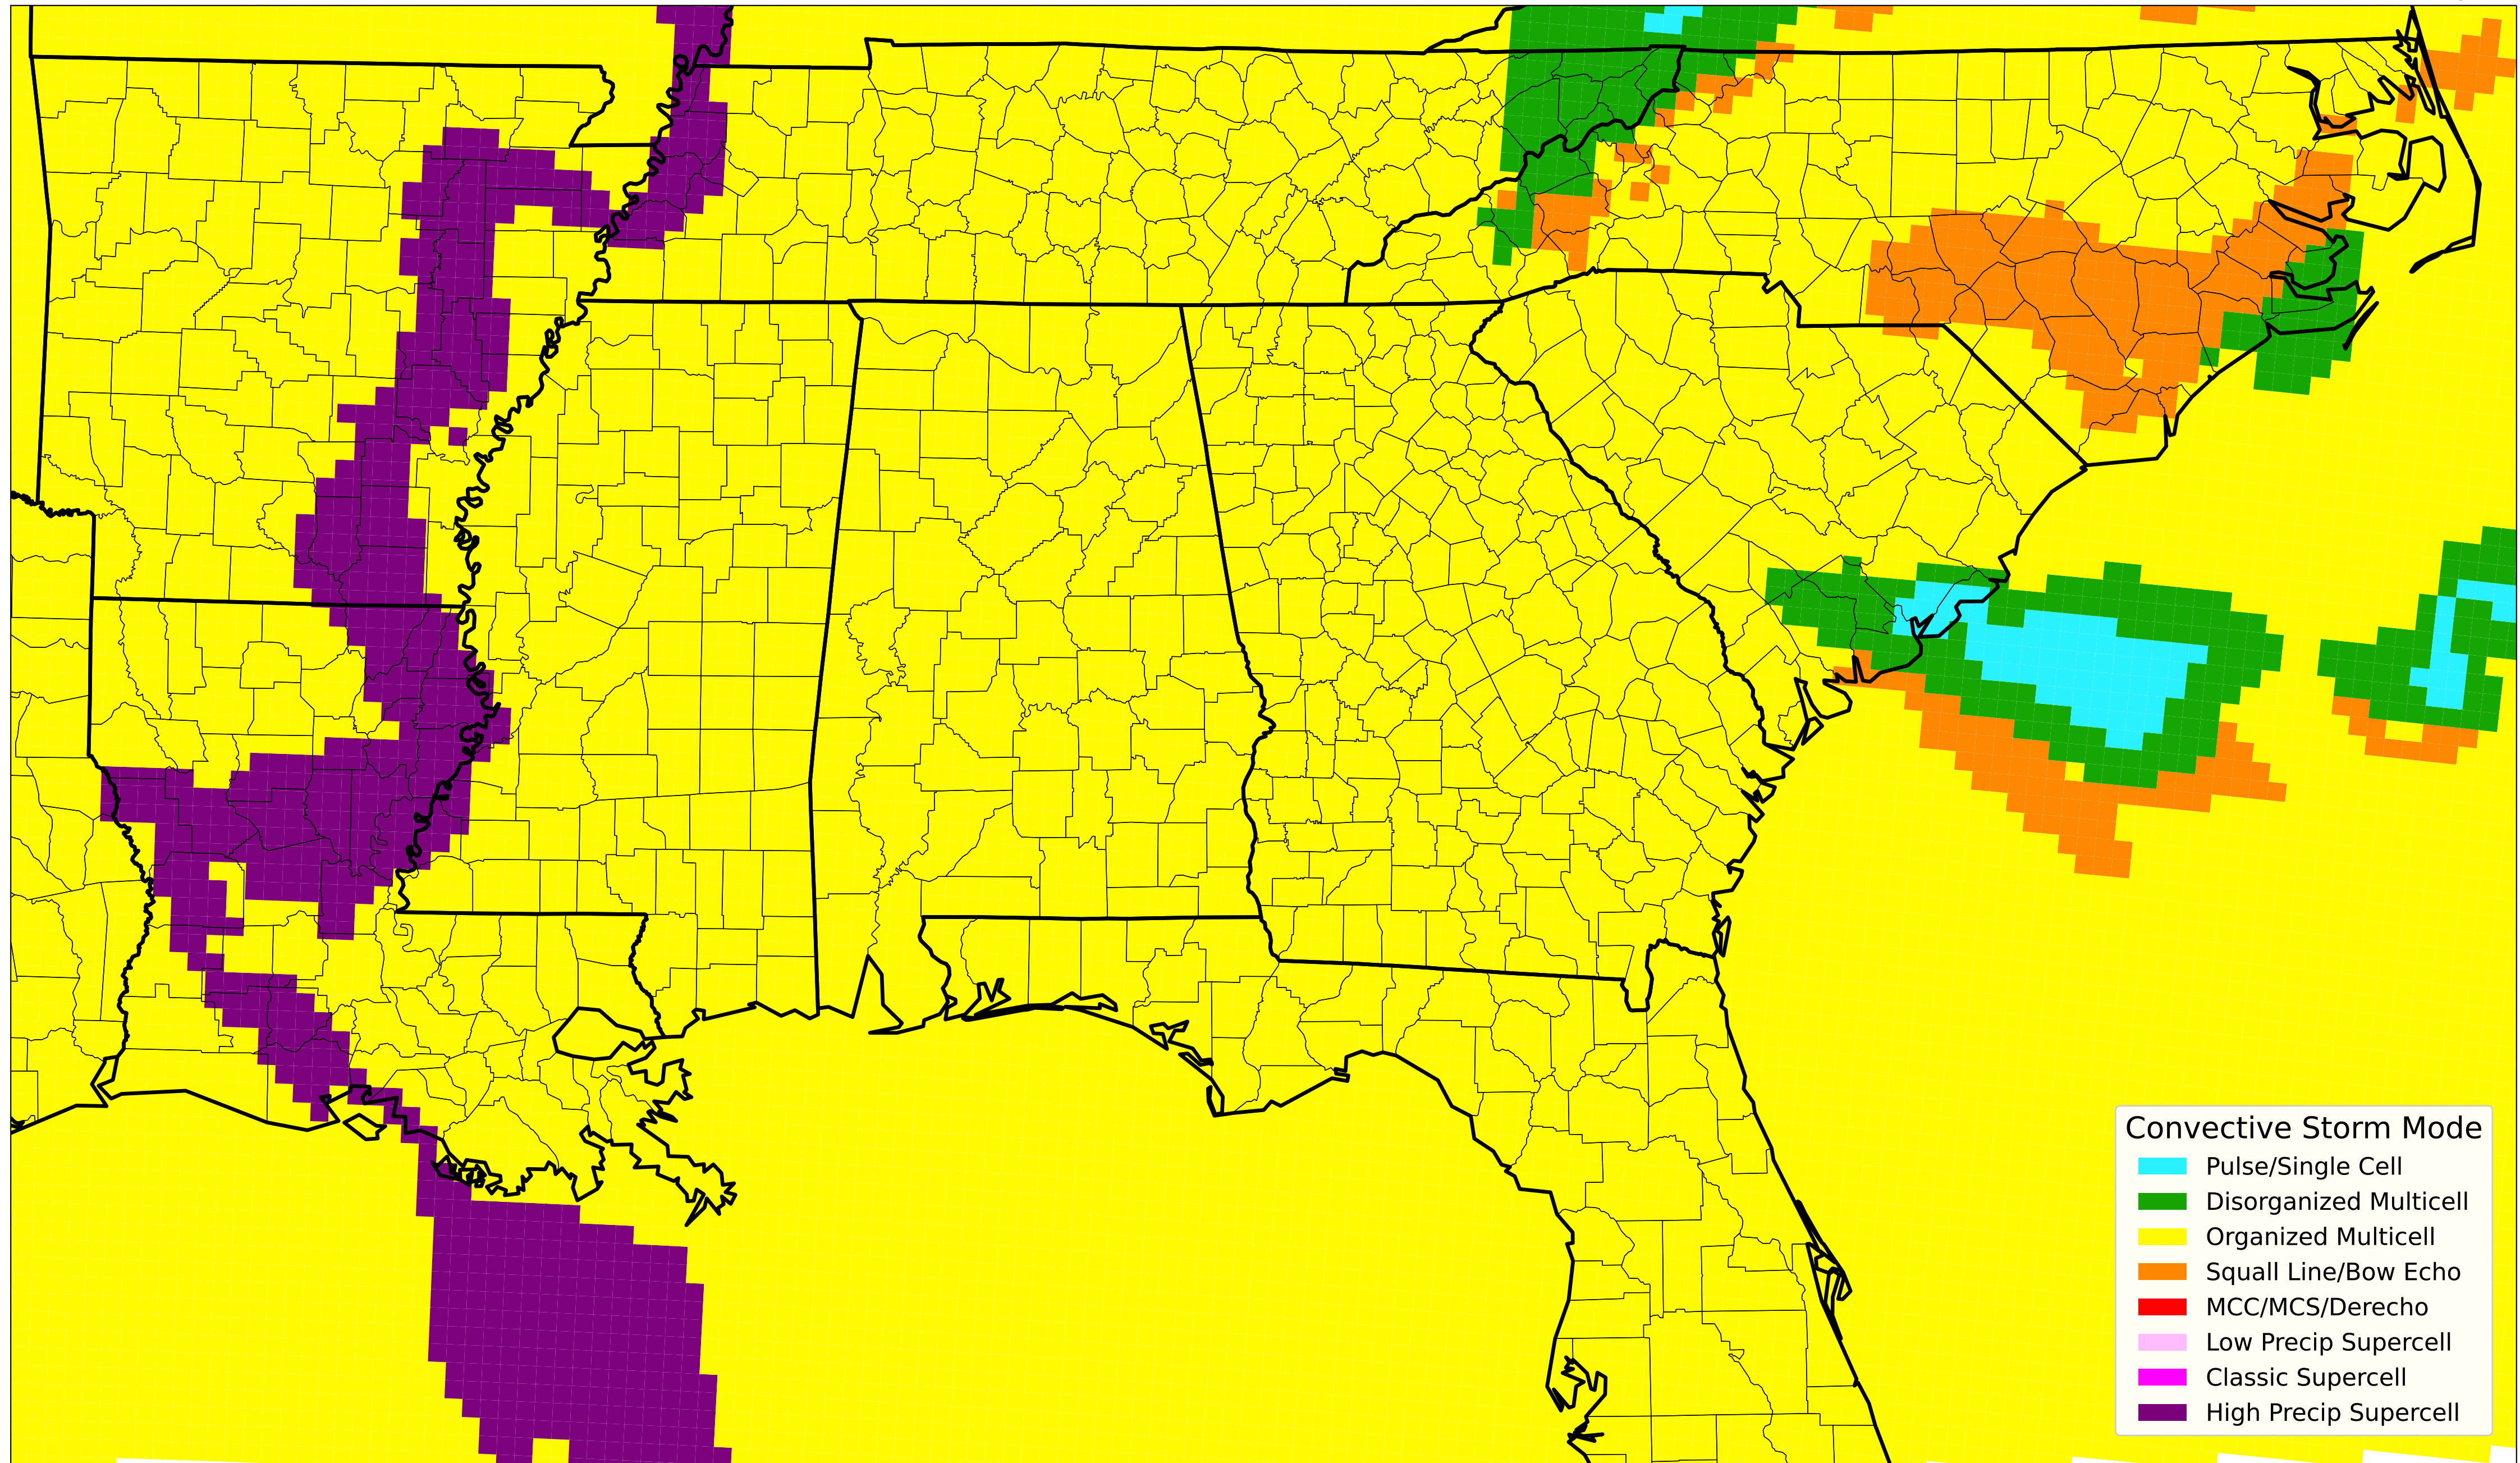 Convective Storm Mode
Pulse/Single Cell
Disorganized Multicell
Organized Multicell
Squall Line/Bow Echo
MCC/MCS/Derecho
Low Precip Supercell
Classic Supercell
High Precip Supercell